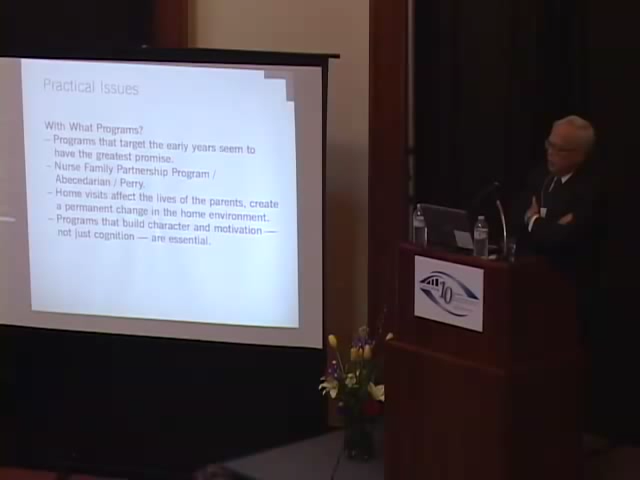 Practical Issues
With What Programs?
– Programs that target the early years seem to
have the greatest promise.
– Nurse Family Partnership Program /
Abecedarian / Perry.
– Home visits affect the lives of the parents, create
a permanent change in the home environment.
– Programs that build character and motivation —
not just cognition — are essential.
10